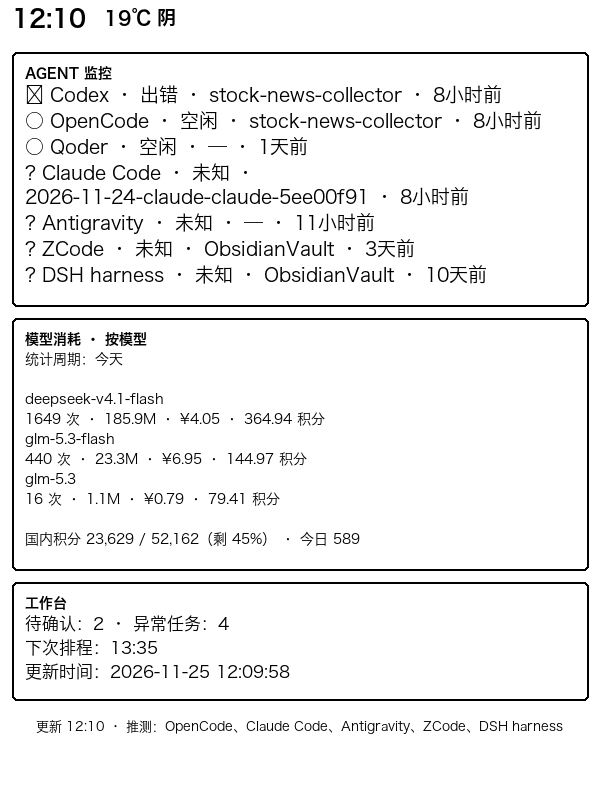 12:10 19℃ 阴
AGENT 监控
☒ Codex · 出错 · stock-news-collector · 8小时前
○ OpenCode · 空闲 · stock-news-collector · 8小时前
○ Qoder · 空闲 · — · 1天前
? Claude Code · 未知 ·
2026-11-24-claude-claude-5ee00f91 · 8小时前
? Antigravity · 未知 · — · 11小时前
? ZCode · 未知 · ObsidianVault · 3天前
? DSH harness · 未知 · ObsidianVault · 10天前
模型消耗 · 按模型
统计周期：今天
deepseek-v4.1-flash
1649 次 · 185.9M · ¥4.05 · 364.94 积分
glm-5.3-flash
440 次 · 23.3M · ¥6.95 · 144.97 积分
glm-5.3
16 次 · 1.1M · ¥0.79 · 79.41 积分
国内积分 23,629 / 52,162（剩 45%） · 今日 589
工作台
待确认：2 · 异常任务：4
下次排程：13:35
更新时间：2026-11-25 12:09:58
更新 12:10 · 推测：OpenCode、Claude Code、Antigravity、ZCode、DSH harness